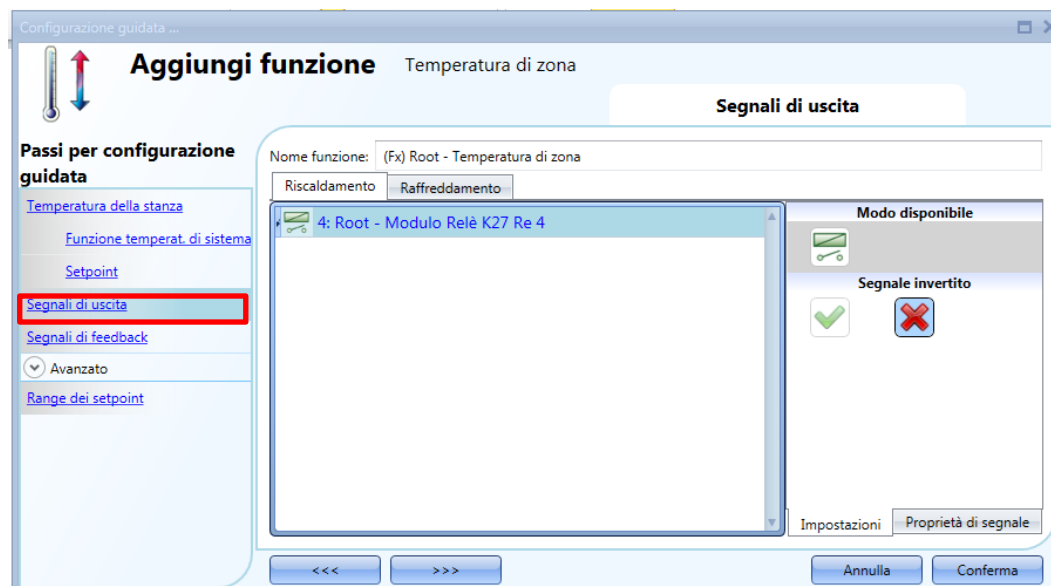 Configurazione guidata ...
Aggiungi funzione Temperatura di zona
Segnali di uscita
Passi per configurazione
guidata
Temperatura della stanza
Funzione temperat. di sistema
Setpoint
Segnali di uscita
Segnali di feedback
Avanzato
Range dei setpoint
Nome funzione: (Fx) Root - Temperatura di zona
Riscaldamento Raffreddamento
4: Root - Modulo Relè K27 Re 4
Modo disponibile
Segnale invertito
Impostazioni Proprietà di segnale
<<< >>> Annulla Conferma